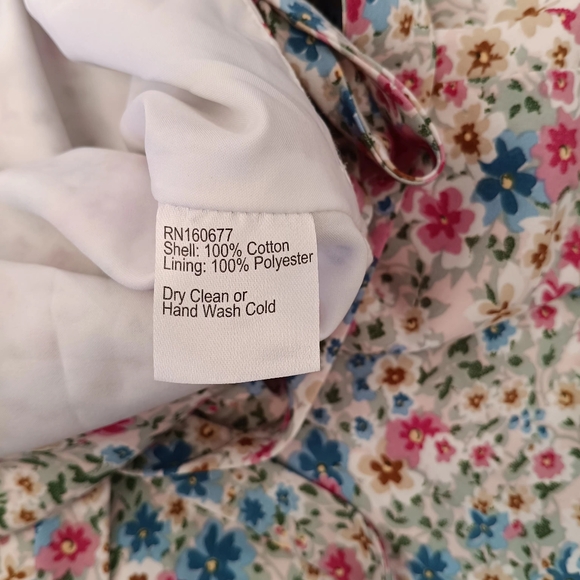 RN160677
Shell: 100% Cotton
Lining: 100% Polyester
Dry Clean or
Hand Wash Cold